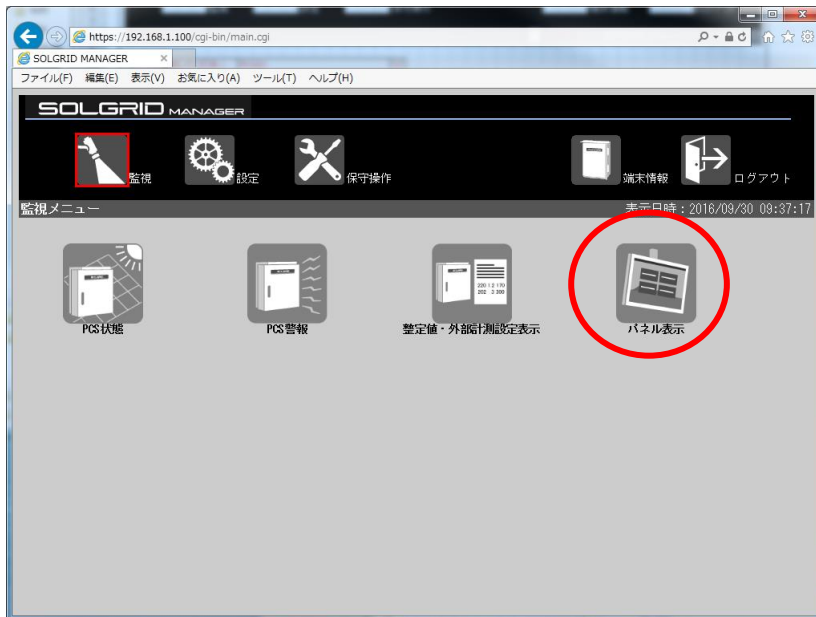 https://192.168.1.100/cgi-bin/main.cgi
SOLGRID MANAGER
ファイル(F) 編集(E) 表示(V) お気に入り(A) ツール(T) ヘルプ(H)
SOLGRID MANAGER
監視 設定 保守操作 端末情報 ログアウト
監視メニュー 表示日時：2016/09/30 09:37:17
PCS状態 PCS警報 整定値・外部計測設定表示 パネル表示